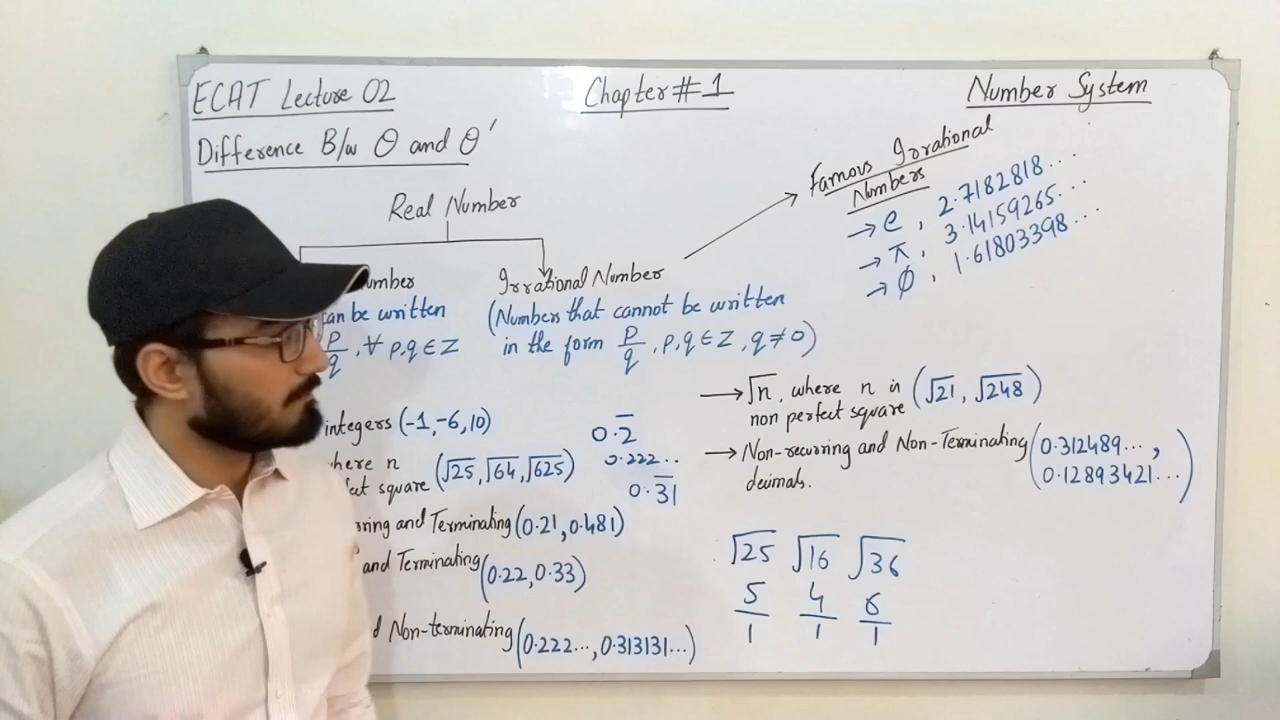 ECAT Lecture 02
Chapter # 1
Number System
Difference B/w Q and Q'
Real Number
umber
an be written
p/q , ∀ p,q ∈ Z
integers (-1, -6, 10)
here n
ect square (√25, √64, √625)
ring and Terminating (0.21, 0.481)
and Terminating (0.22, 0.33)
d Non-terminating (0.222..., 0.313131...)
Irrational Number
(Numbers that cannot be written
in the form p/q , p,q ∈ Z , q ≠ 0)
0.2̅
0.222..
0.3̅1̅
Famous Irrational
Numbers
→ e , 2.7182818...
→ π , 3.14159265...
→ ϕ , 1.61803398...
→ √n , where n is (√21, √248)
non perfect square
→ Non-recurring and Non-Terminating (0.312489... ,
decimals. 0.12893421...)
√25 √16 √36
5/1 4/1 6/1